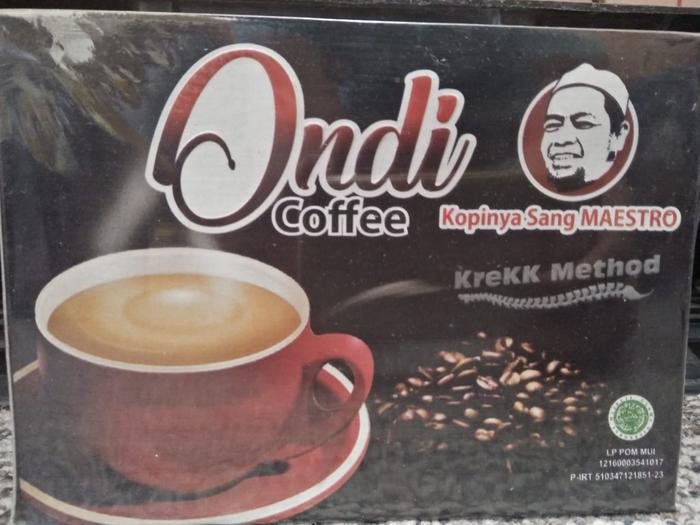 Ondi
Coffee
Kopinya Sang MAESTRO
KreKK Method
LP POM MUI
12160003541017
P-IRT 510347121851-23